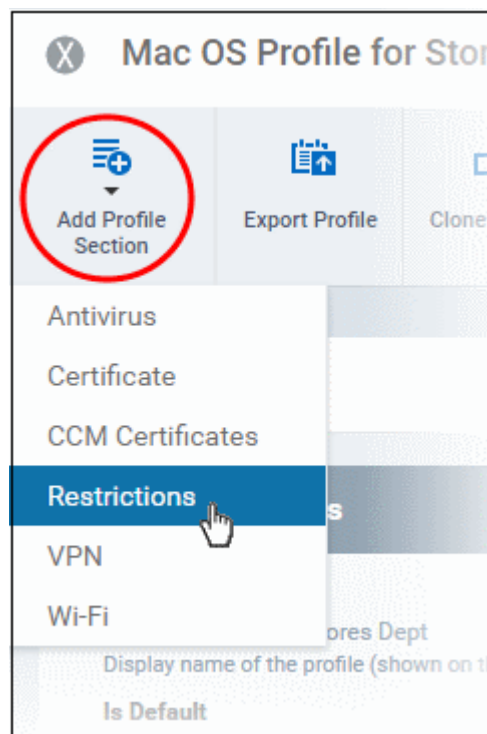 X
Mac OS Profile for Stor
Add Profile
Section
Export Profile
Clone
Antivirus
Certificate
CCM Certificates
Restrictions
s
VPN
Wi-Fi
ores Dept
Display name of the profile (shown on t
Is Default